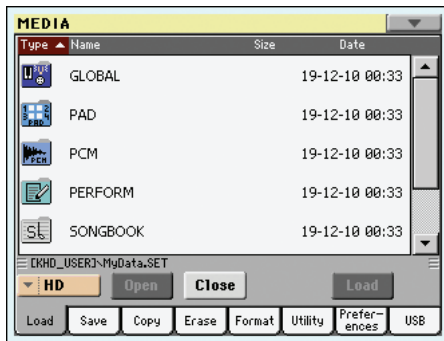 MEDIA
Type Name Size Date
GLOBAL 19-12-10 00:33
PAD 19-12-10 00:33
PCM 19-12-10 00:33
PERFORM 19-12-10 00:33
SONGBOOK 19-12-10 00:33
[KHD_USER]\MyData.SET
HD Open Close Load
Load Save Copy Erase Format Utility Prefer-ences USB